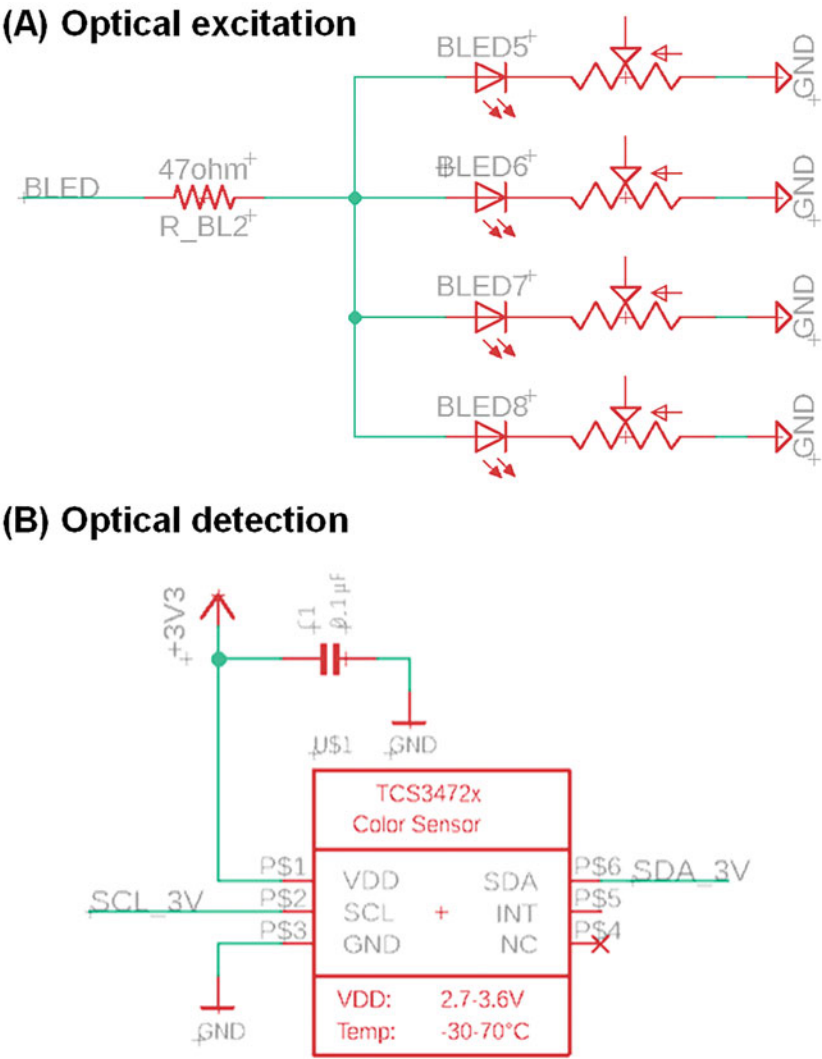 (A) Optical excitation
BLED5
GND
47ohm
BLED
R_BL2
BLED6
GND
BLED7
GND
BLED8
GND
(B) Optical detection
+3V3
C1
0.1µF
GND
U$1
TCS3472x
Color Sensor
P$1 VDD SDA P$6 SDA_3V
SCL_3V P$2 SCL INT P$5
P$3 GND NC P$4
VDD: 2.7-3.6V
Temp: -30-70°C
GND